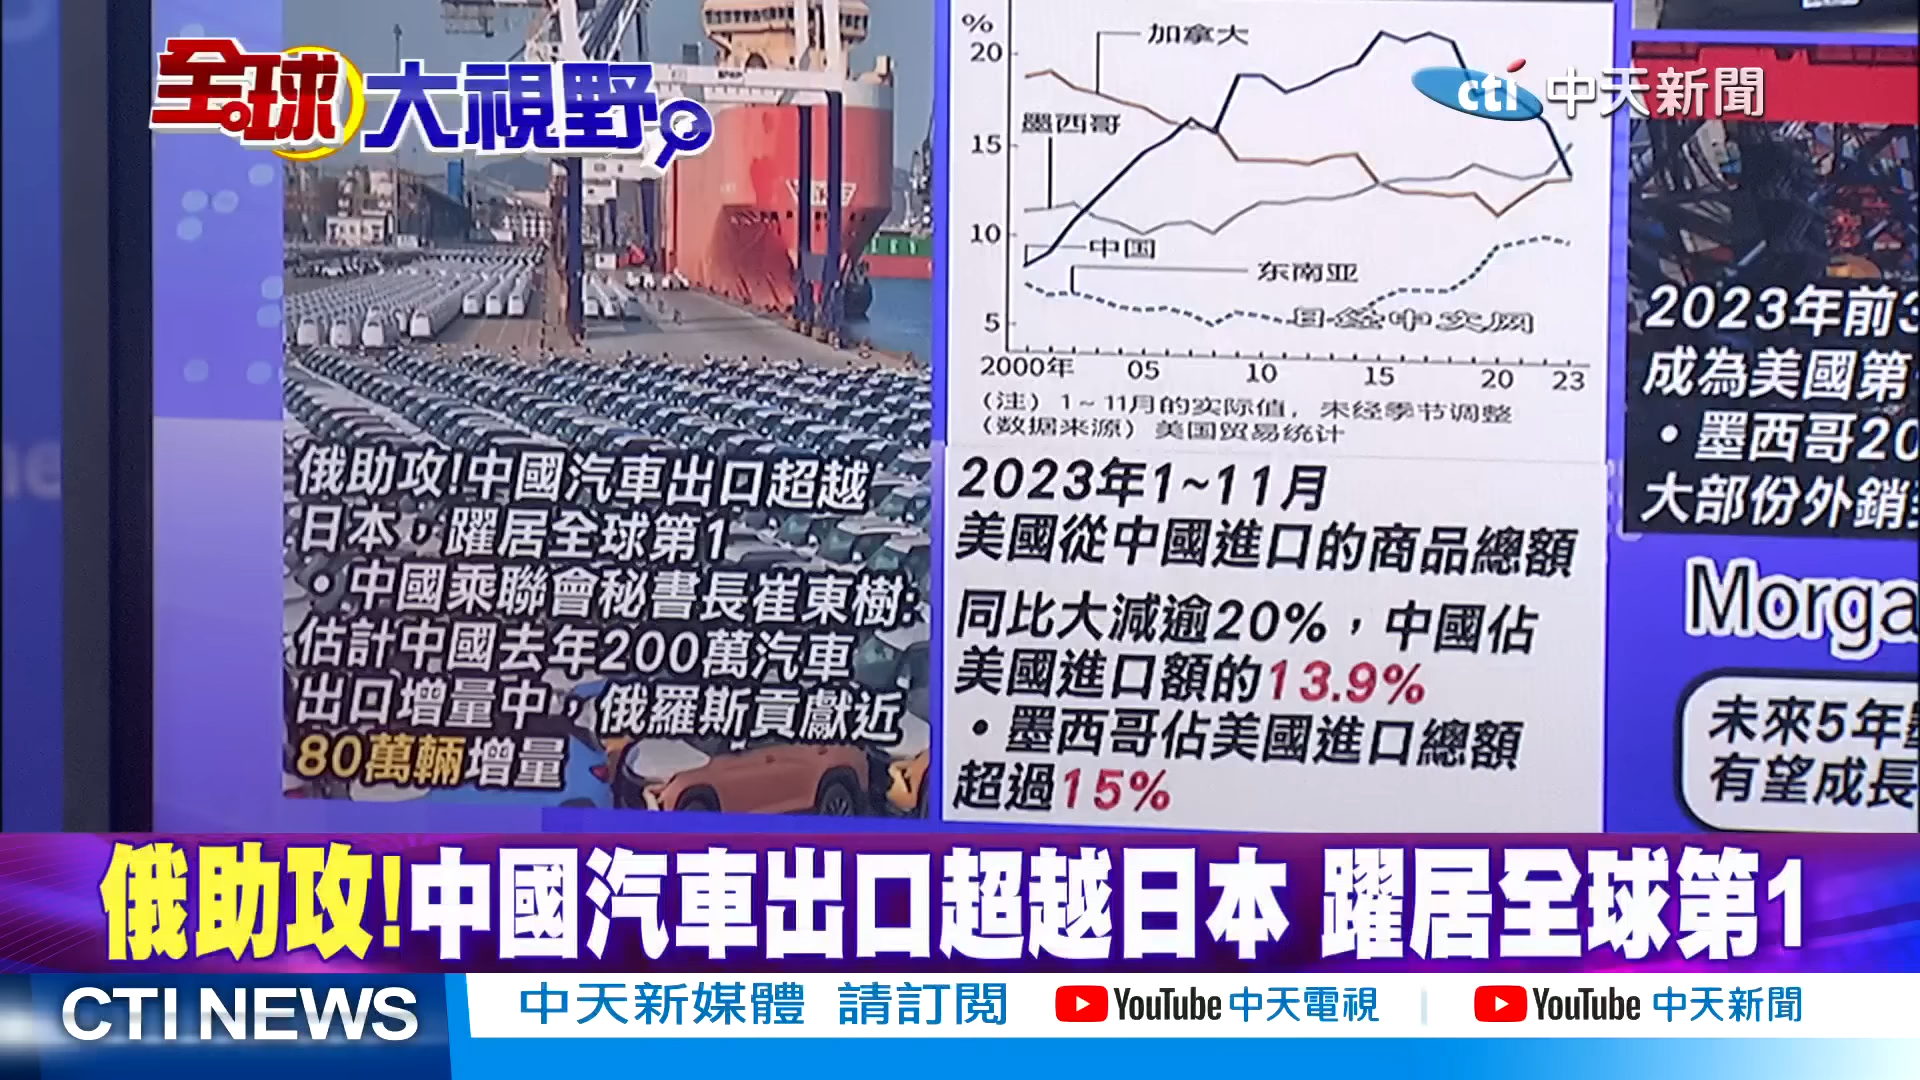 全球大視野
cti 中天新聞
俄助攻!中國汽車出口超越
日本，躍居全球第1
·中國乘聯會秘書長崔東樹:
估計中國去年200萬汽車
出口增量中，俄羅斯貢獻近
80萬輛增量
%
20
15
10
5
加拿大
墨西哥
中国
东南亚
日经中文网
2000年 05 10 15 20 23
（注）1~11月的实际值，未经季节调整
（数据来源）美国贸易统计
2023年1~11月
美國從中國進口的商品總額
同比大減逾20%，中國佔
美國進口額的13.9%
·墨西哥佔美國進口總額
超過15%
2023年前3
成為美國第
·墨西哥20
大部份外銷
Morga
未來5年
有望成長
俄助攻!中國汽車出口超越日本 躍居全球第1
CTI NEWS
中天新媒體 請訂閱 YouTube 中天電視 | YouTube 中天新聞